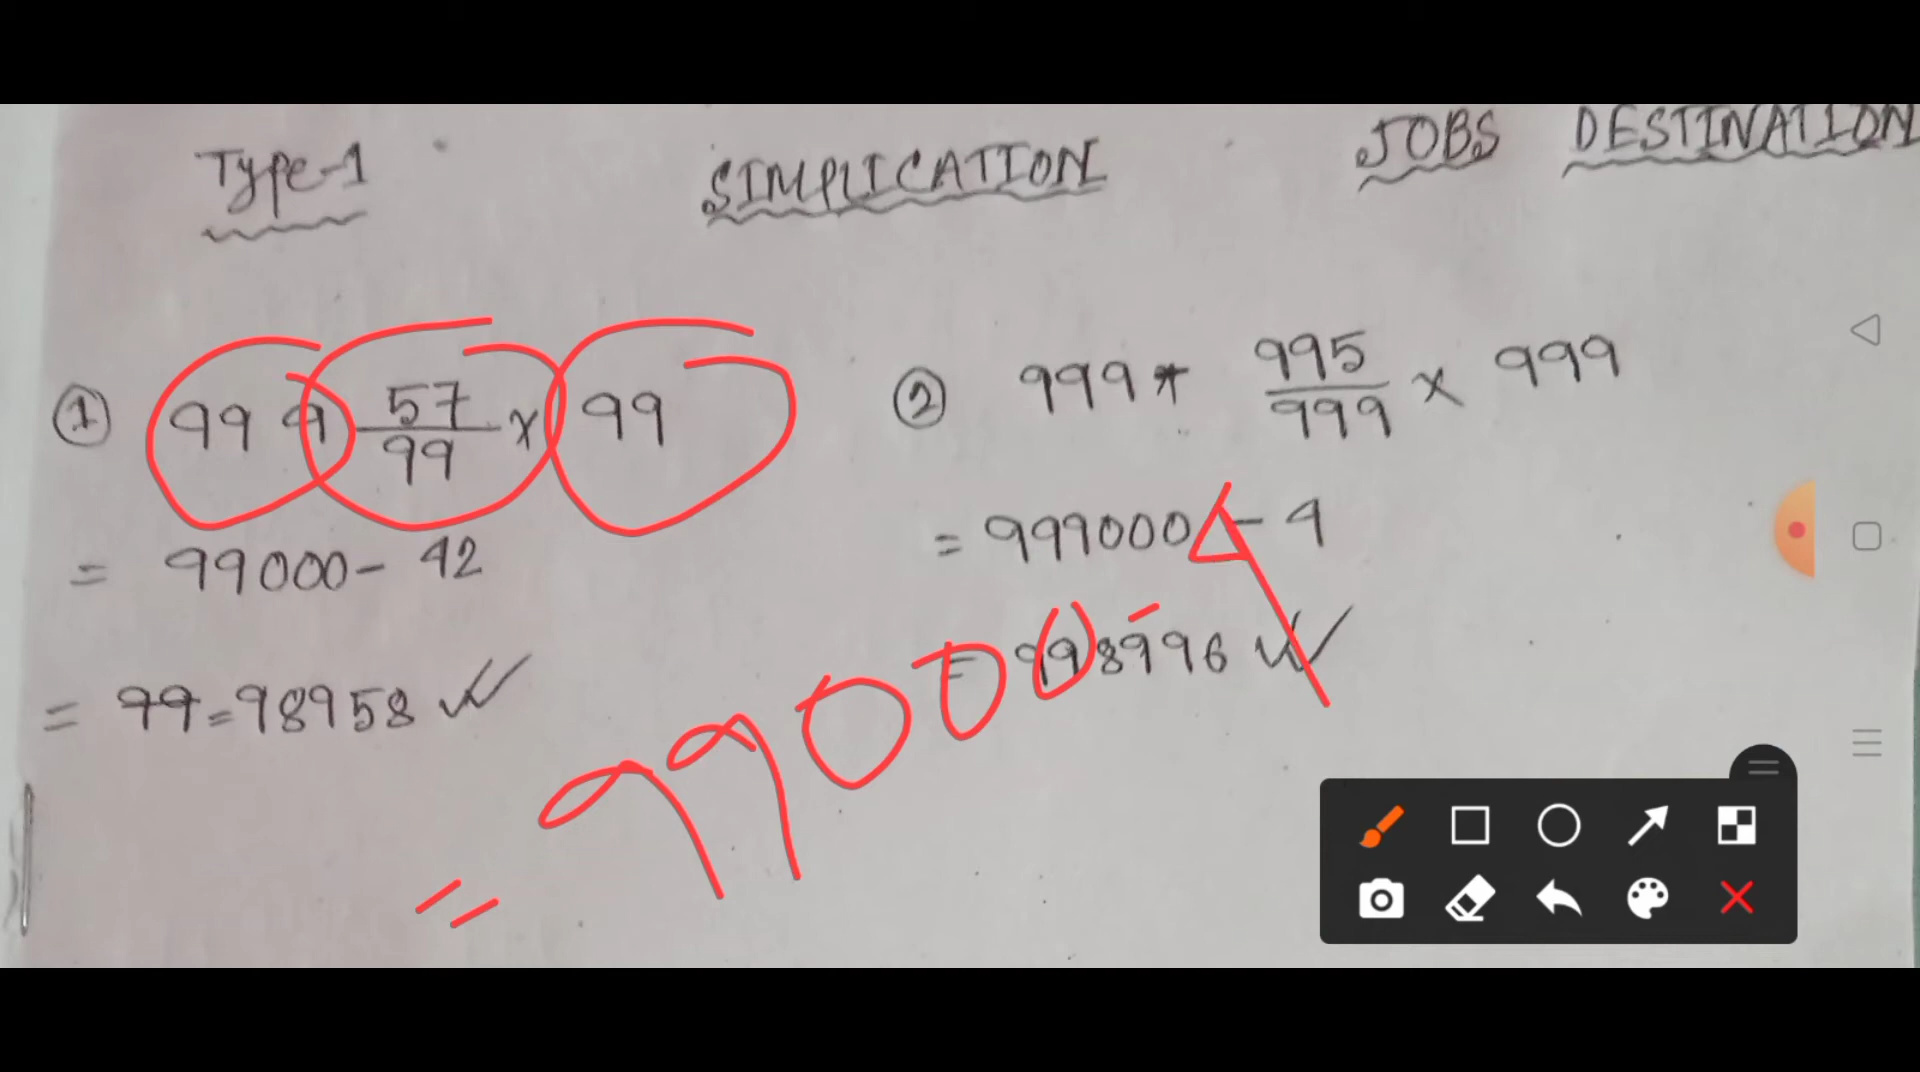 Type-1 SIMPLICATION JOBS DESTINATION
① 99 9 57/99 × 99
= 99000 - 42
= 99 = 98958
② 999 + 995/999 × 999
= 999000 - 4
= 998996
= 99000